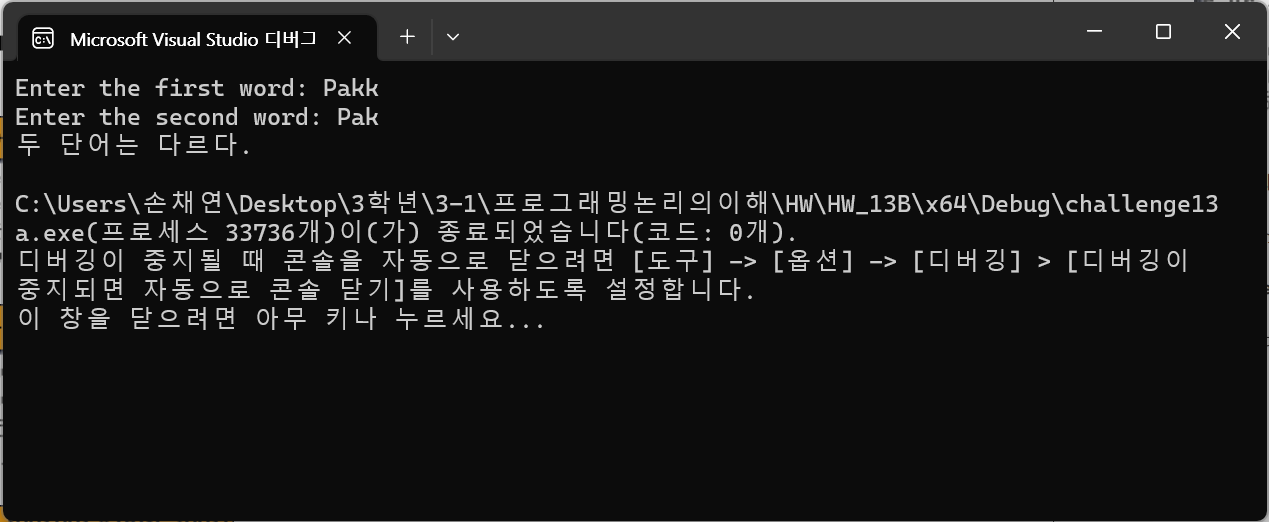 Microsoft Visual Studio 디버그
Enter the first word: Pakk
Enter the second word: Pak
두 단어는 다르다.
C:\Users\손채연\Desktop\3학년\3-1\프로그래밍논리의이해\HW\HW_13B\x64\Debug\challenge13
a.exe(프로세스 33736개)이(가) 종료되었습니다(코드: 0개).
디버깅이 중지될 때 콘솔을 자동으로 닫으려면 [도구] -> [옵션] -> [디버깅] > [디버깅이
중지되면 자동으로 콘솔 닫기]를 사용하도록 설정합니다.
이 창을 닫으려면 아무 키나 누르세요...